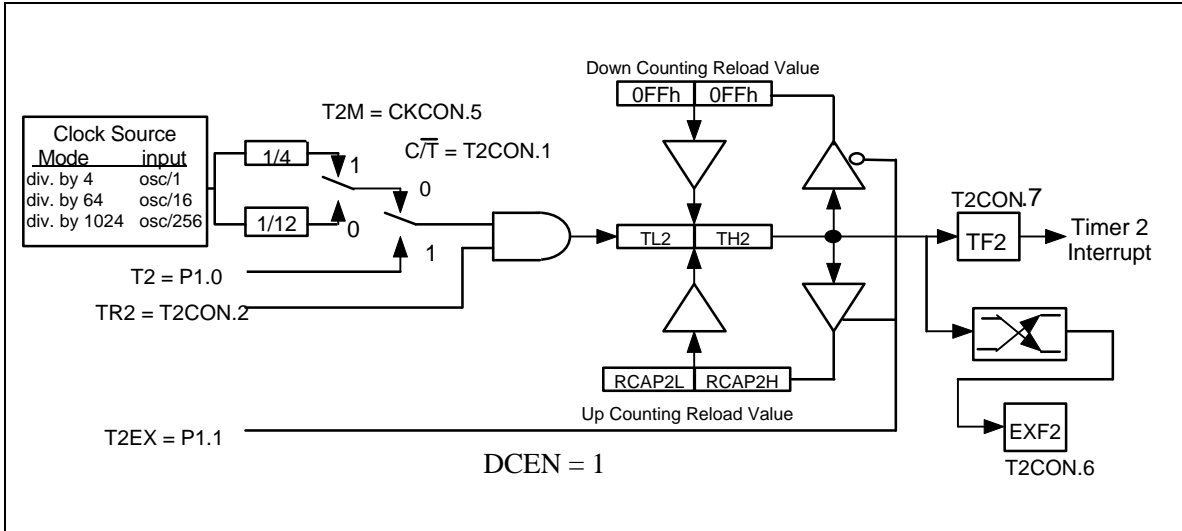 Down Counting Reload Value
0FFh 0FFh
T2M = CKCON.5
Clock Source
Mode input
div. by 4 osc/1
div. by 64 osc/16
div. by 1024 osc/256
1/4
1
C/T̅ = T2CON.1
0
1/12
0
1
T2 = P1.0
TR2 = T2CON.2
TL2 TH2
T2CON.7
TF2
Timer 2
Interrupt
RCAP2L RCAP2H
Up Counting Reload Value
T2EX = P1.1
EXF2
T2CON.6
DCEN = 1